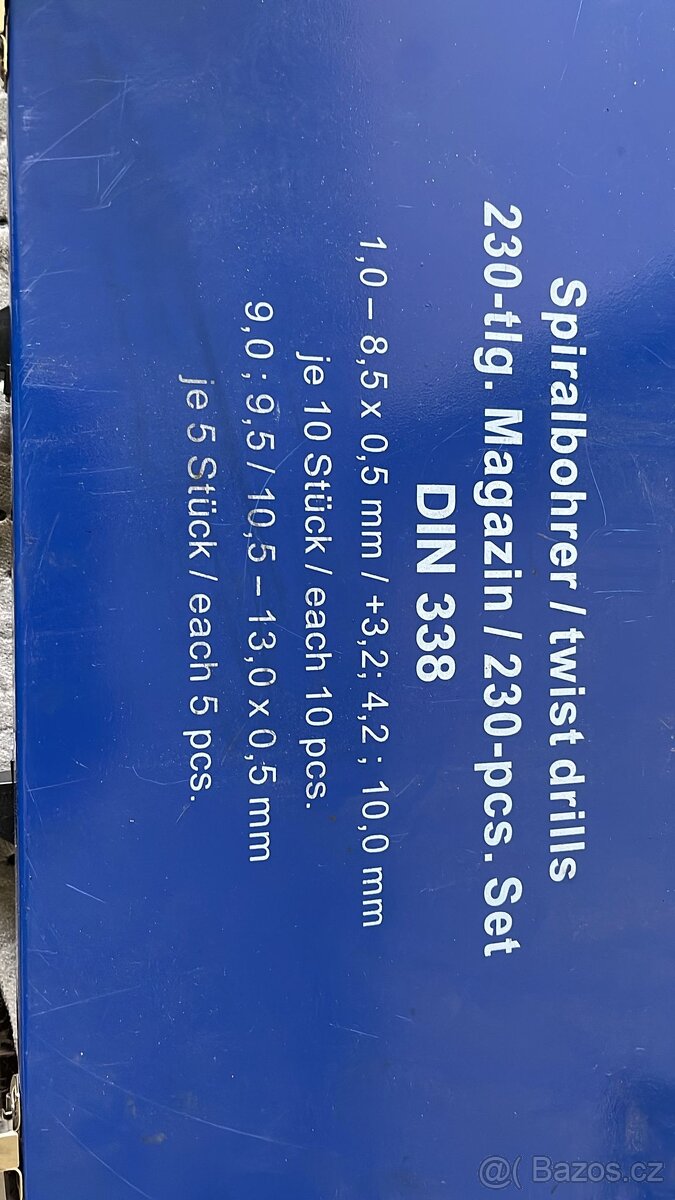 Spiralbohrer / twist drills
230-tlg. Magazin / 230-pcs. Set
DIN 338
1,0 – 8,5 x 0,5 mm / +3,2; 4,2 ; 10,0 mm
je 10 Stück / each 10 pcs.
9,0 ; 9,5 / 10,5 – 13,0 x 0,5 mm
je 5 Stück / each 5 pcs.
@( Bazos.cz